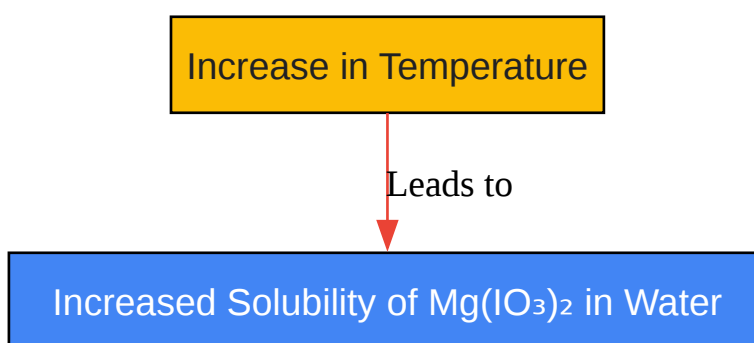 Increase in Temperature
Leads to
Increased Solubility of Mg(IO₃)₂ in Water